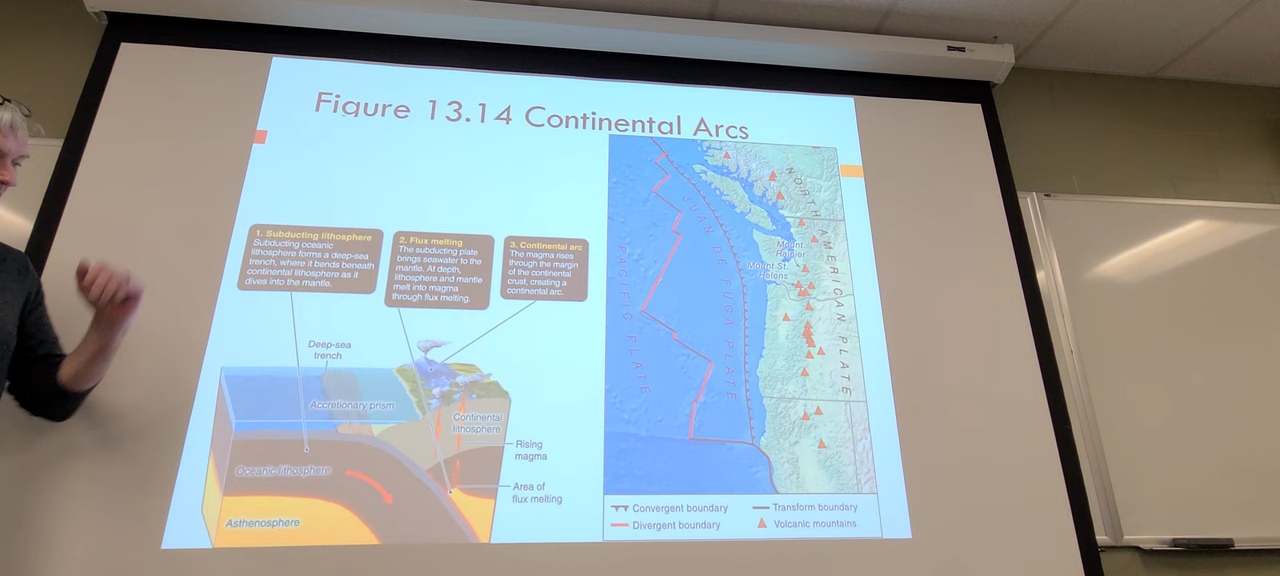 Figure 13.14 Continental Arcs
1. Subducting lithosphere
Subducting oceanic
lithosphere forms a deep-sea
trench, where it bends beneath
continental lithosphere as it
dives into the mantle.
2. Flux melting
The subducting plate
brings seawater to the
mantle. At depth,
lithosphere and mantle
melt into magma
through flux melting.
3. Continental arc
The magma rises
through the margin
of the continental
crust, creating a
continental arc.
Deep-sea
trench
Accretionary prism
Continental
lithosphere
Rising
magma
Oceanic lithosphere
Area of
flux melting
Asthenosphere
PACIFIC PLATE
JUAN DE FUGA PLATE
NORTH AMERICAN PLATE
Mount
Rainier
Mount St.
Helens
Convergent boundary
Transform boundary
Divergent boundary
Volcanic mountains